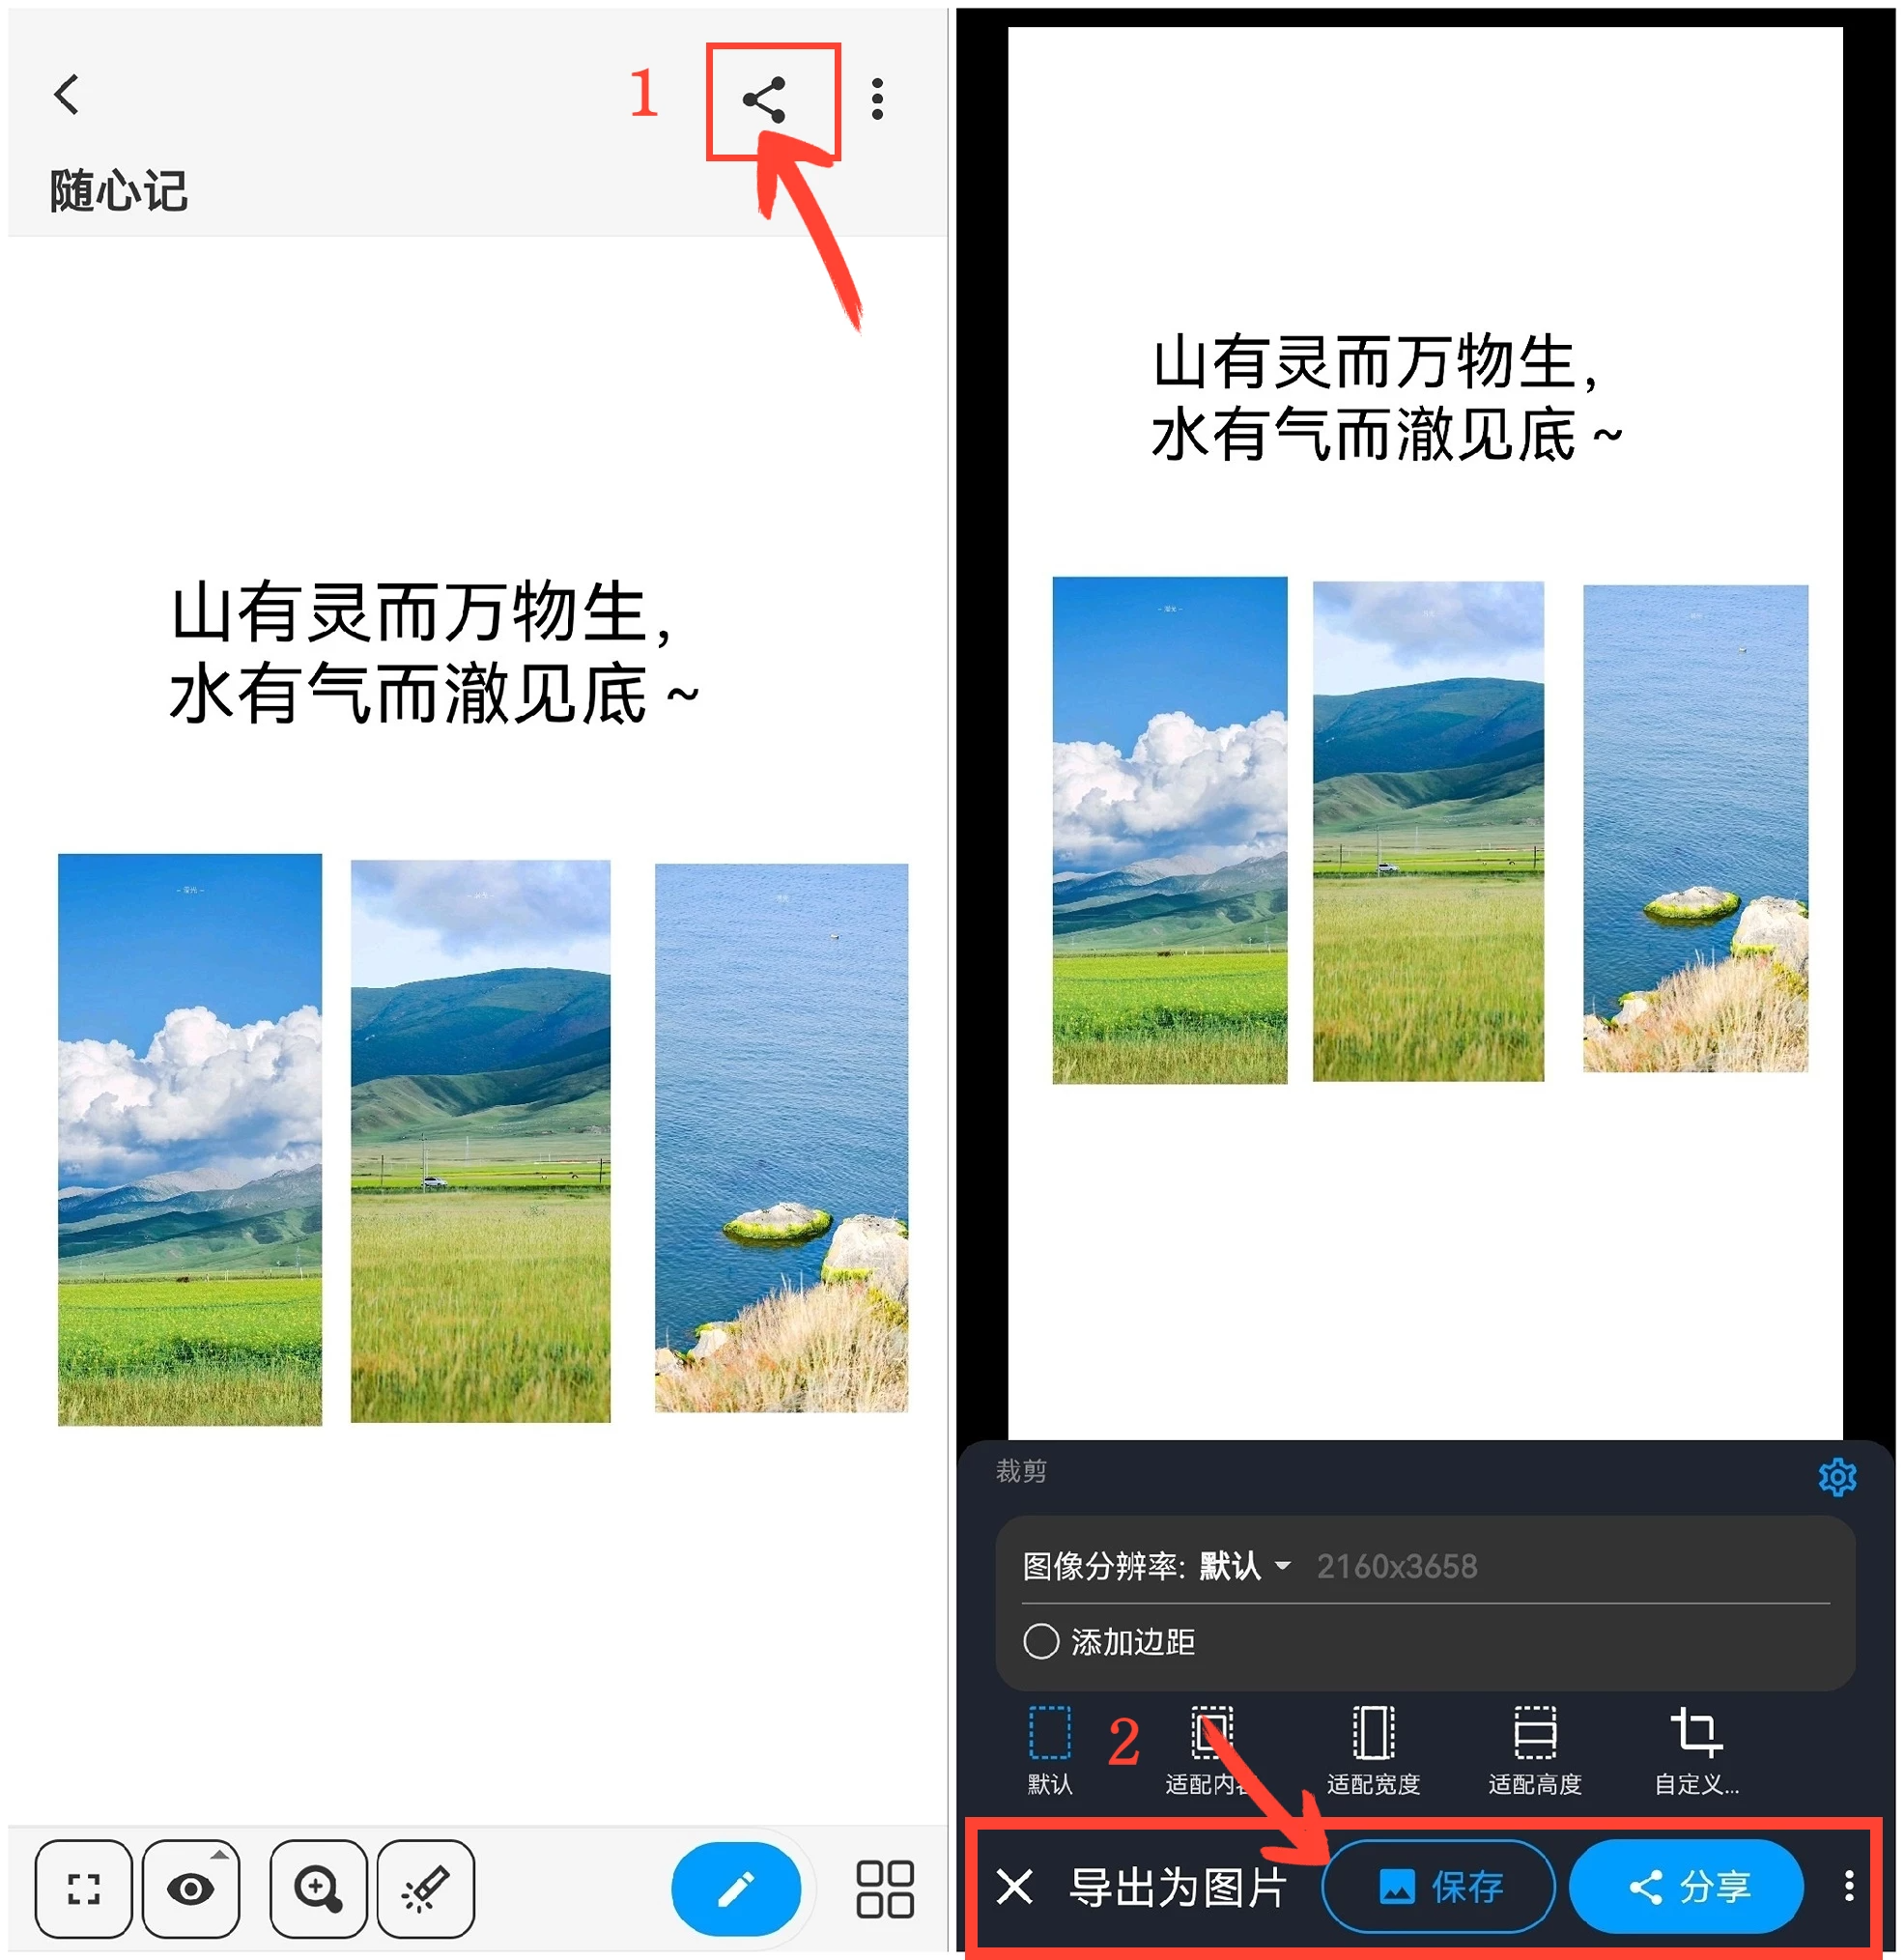 1
随心记
山有灵而万物生,
水有气而澈见底~
山有灵而万物生,
水有气而澈见底~
裁剪
图像分辨率: 默认 2160x3658
添加边距
2
默认 适配内容 适配宽度 适配高度 自定义...
导出为图片 保存 分享